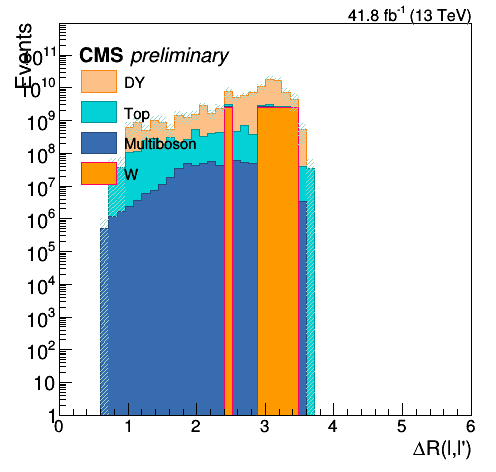 41.8 fb⁻¹ (13 TeV)
Events
CMS preliminary
DY
Top
Multiboson
W
10¹¹
10¹⁰
10⁹
10⁸
10⁷
10⁶
10⁵
10⁴
10³
10²
10
1
0 1 2 3 4 5 6
ΔR(l,l')